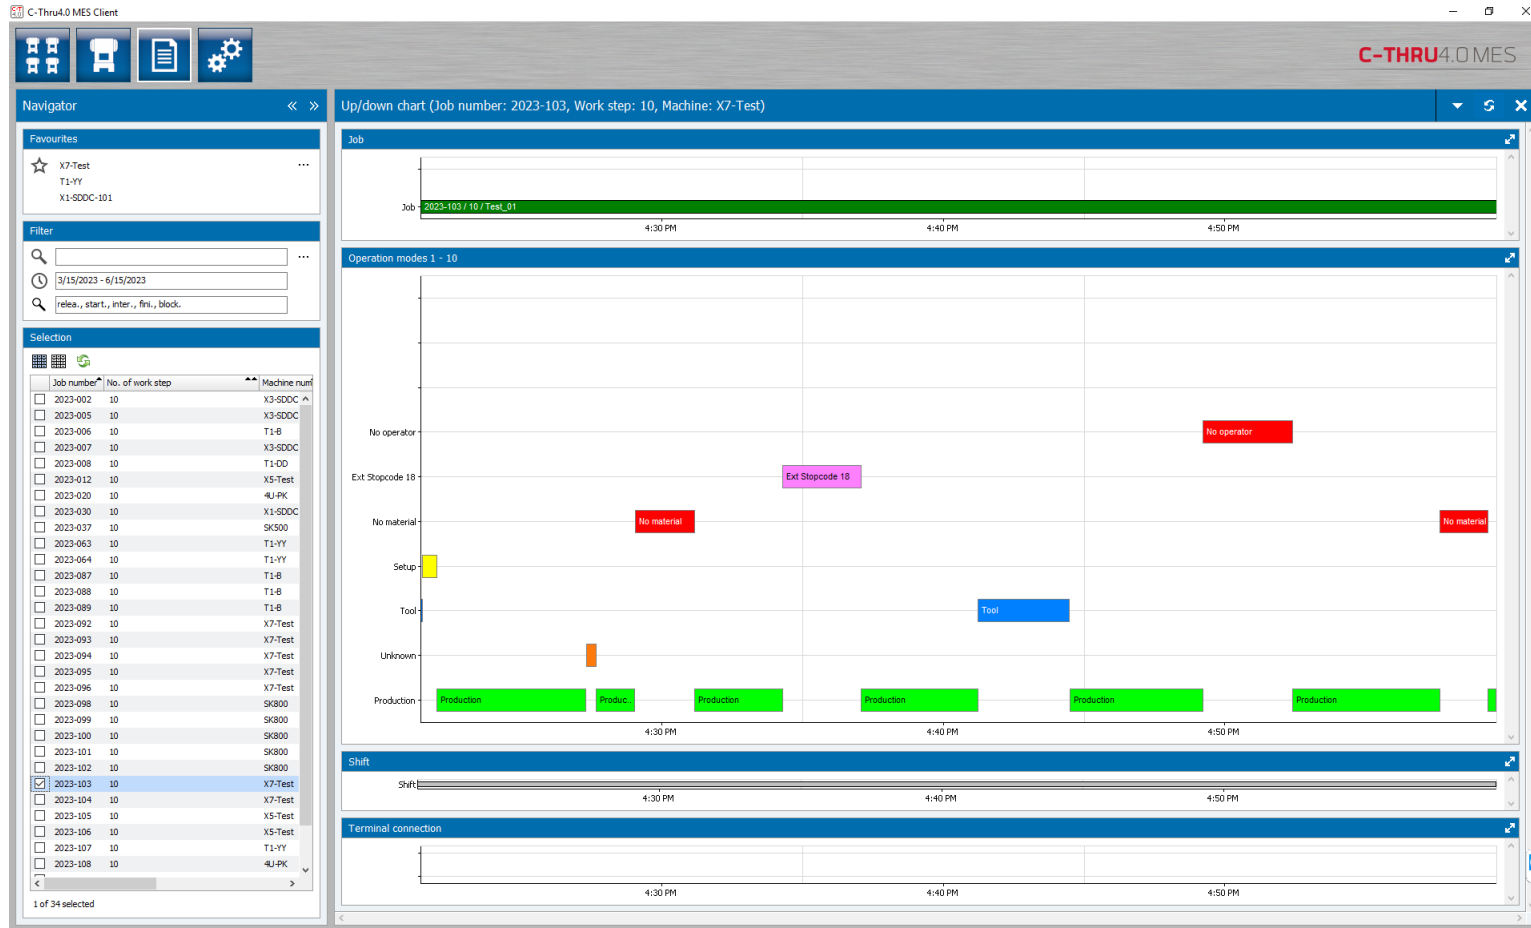 C-Thru4.0 MES Client
C-THRU4.0 MES
Navigator
Favourites
X7-Test
...
T1-YY
X1-SDDC-101
Filter
...
3/15/2023 - 6/15/2023
relea., start., inter., fini., block.
Selection
Job number No. of work step Machine num
2023-002 10 X3-SDDC
2023-005 10 X3-SDDC
2023-006 10 T1-B
2023-007 10 X3-SDDC
2023-008 10 T1-DD
2023-012 10 X5-Test
2023-020 10 4U-PK
2023-030 10 X1-SDDC
2023-037 10 SK500
2023-063 10 T1-YY
2023-064 10 T1-YY
2023-087 10 T1-B
2023-088 10 T1-B
2023-089 10 T1-B
2023-092 10 X7-Test
2023-093 10 X7-Test
2023-094 10 X7-Test
2023-095 10 X7-Test
2023-096 10 X7-Test
2023-098 10 SK800
2023-099 10 SK800
2023-100 10 SK800
2023-101 10 SK800
2023-102 10 SK800
2023-103 10 X7-Test
2023-104 10 X7-Test
2023-105 10 X5-Test
2023-106 10 X5-Test
2023-107 10 T1-YY
2023-108 10 4U-PK
1 of 34 selected
Up/down chart (Job number: 2023-103, Work step: 10, Machine: X7-Test)
Job
Job 2023-103 / 10 / Test_01
4:30 PM 4:40 PM 4:50 PM
Operation modes 1 - 10
No operator No operator
Ext Stopcode 18 Ext Stopcode 18
No material No material No material
Setup
Tool Tool
Unknown
Production Production Produc.. Production Production Production Production
4:30 PM 4:40 PM 4:50 PM
Shift
Shift
4:30 PM 4:40 PM 4:50 PM
Terminal connection
4:30 PM 4:40 PM 4:50 PM